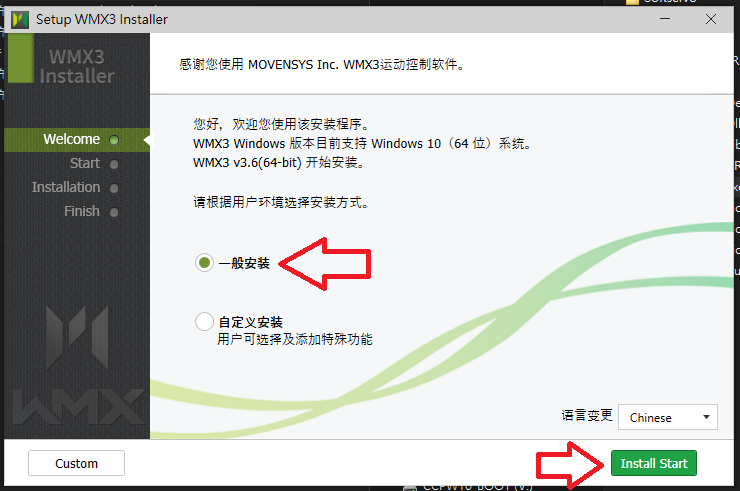 Setup WMX3 Installer
WMX3
Installer
Welcome
Start
Installation
Finish
WMX
感谢您使用 MOVENSYS Inc. WMX3运动控制软件。
您好，欢迎您使用该安装程序。
WMX3 Windows 版本目前支持 Windows 10（64 位）系统。
WMX3 v3.6(64-bit) 开始安装。
请根据用户环境选择安装方式。
一般安装
自定义安装
用户可选择及添加特殊功能
语言变更
Chinese
Custom
Install Start